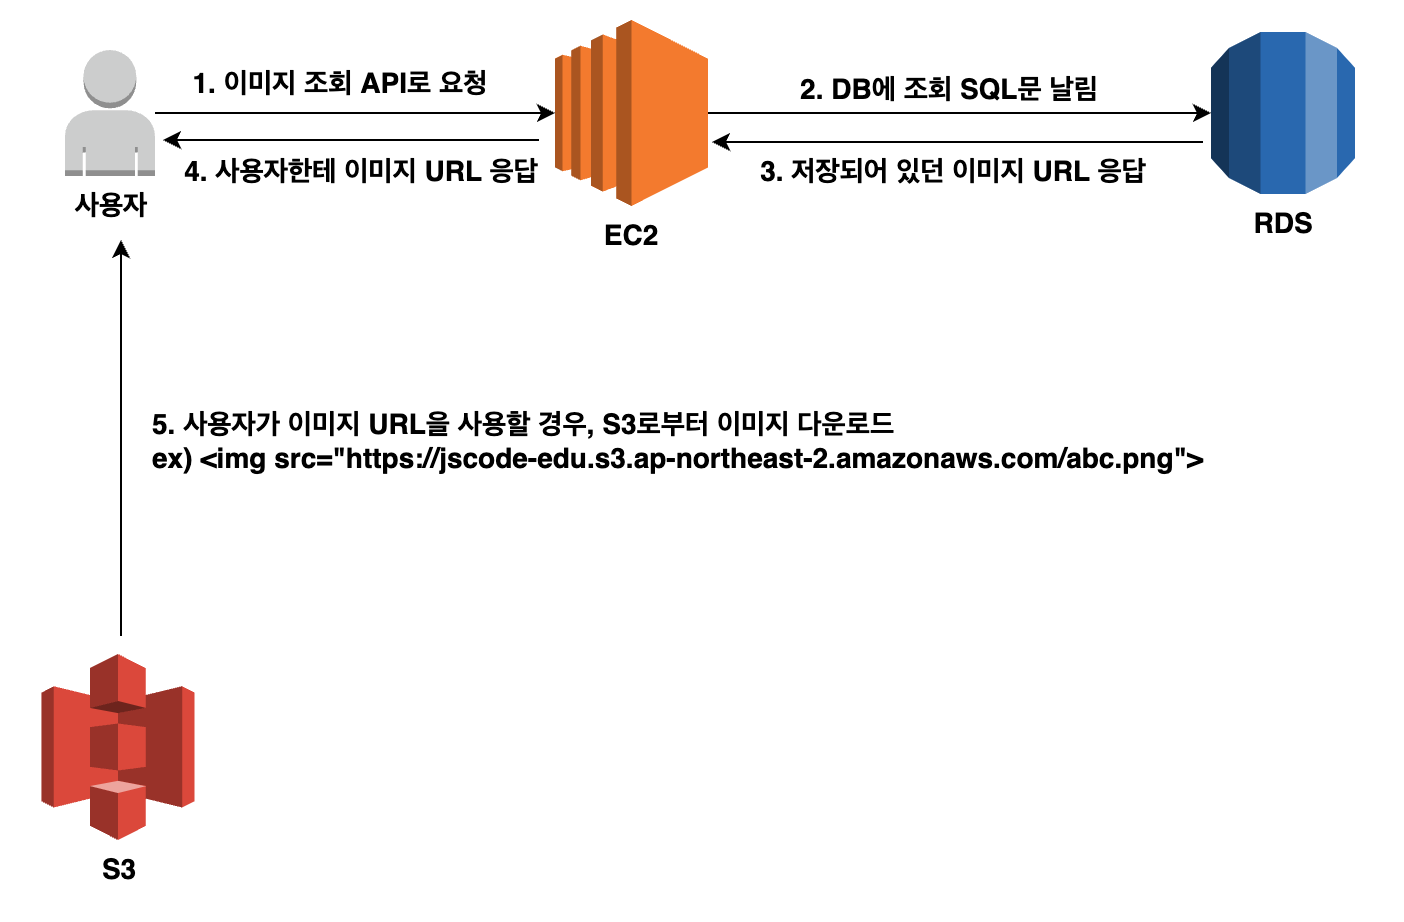 1. 이미지 조회 API로 요청
2. DB에 조회 SQL문 날림
4. 사용자한테 이미지 URL 응답
3. 저장되어 있던 이미지 URL 응답
사용자
EC2
RDS
5. 사용자가 이미지 URL을 사용할 경우, S3로부터 이미지 다운로드
ex) <img src="https://jscode-edu.s3.ap-northeast-2.amazonaws.com/abc.png">
S3